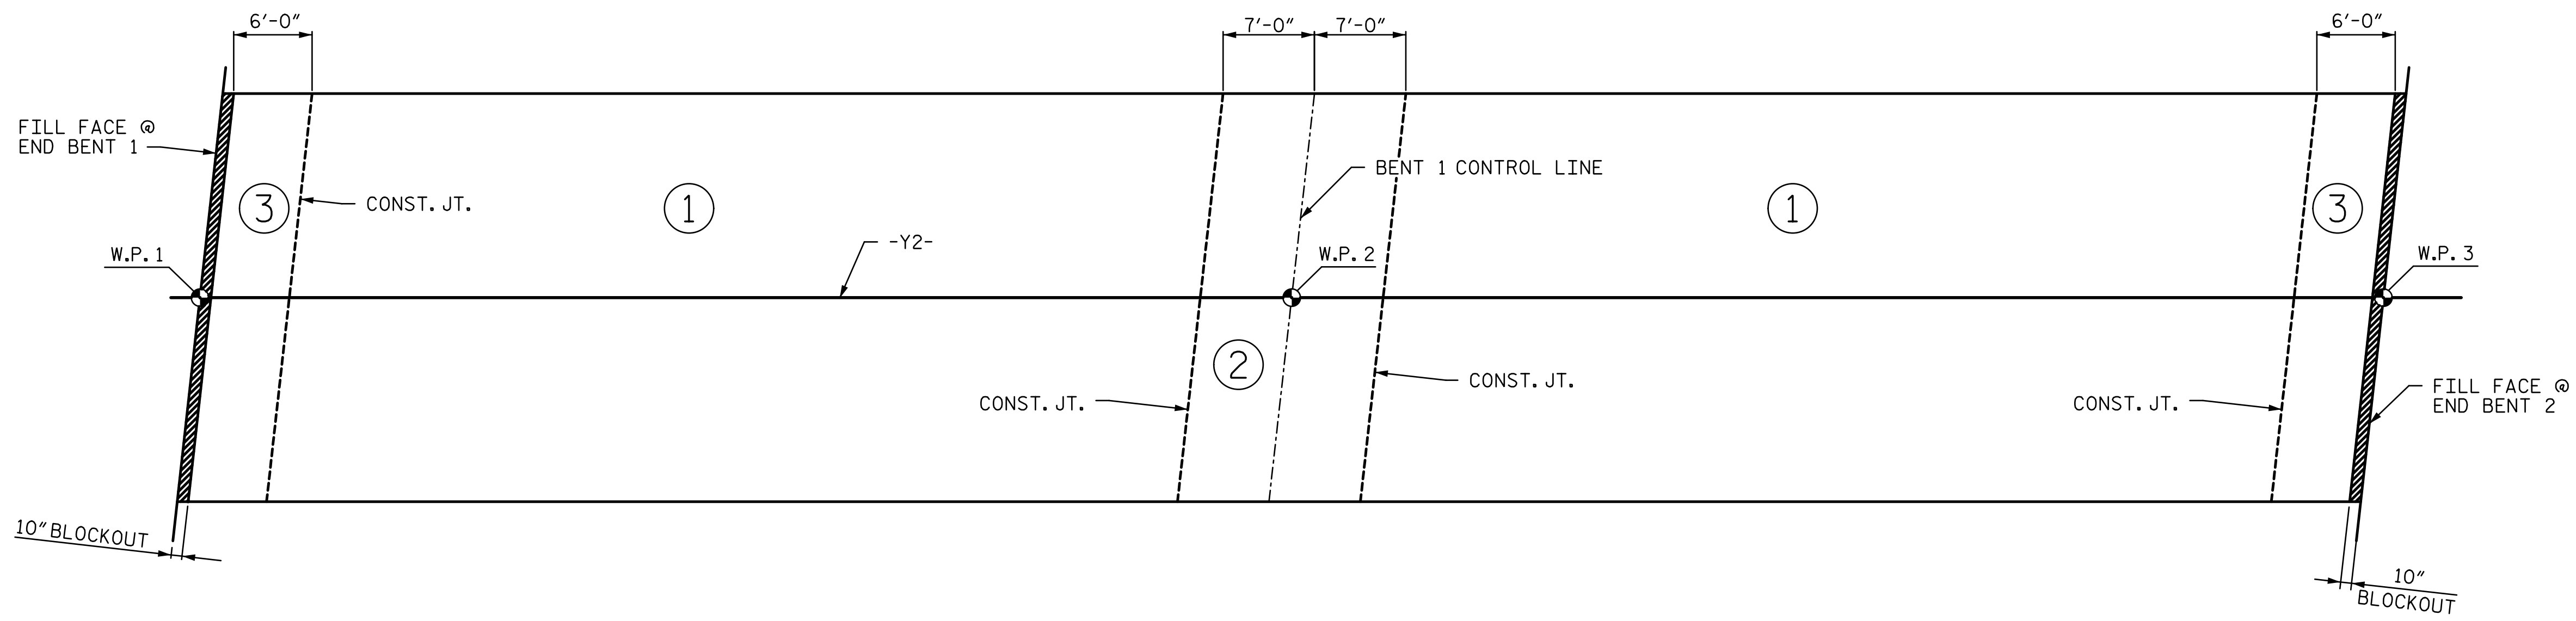 6'-0"
7'-0"
7'-0"
6'-0"
FILL FACE @
END BENT 1
BENT 1 CONTROL LINE
3
CONST. JT.
1
1
3
-Y2-
W.P. 1
W.P. 2
W.P. 3
2
CONST. JT.
CONST. JT.
CONST. JT.
FILL FACE @
END BENT 2
10" BLOCKOUT
10"
BLOCKOUT